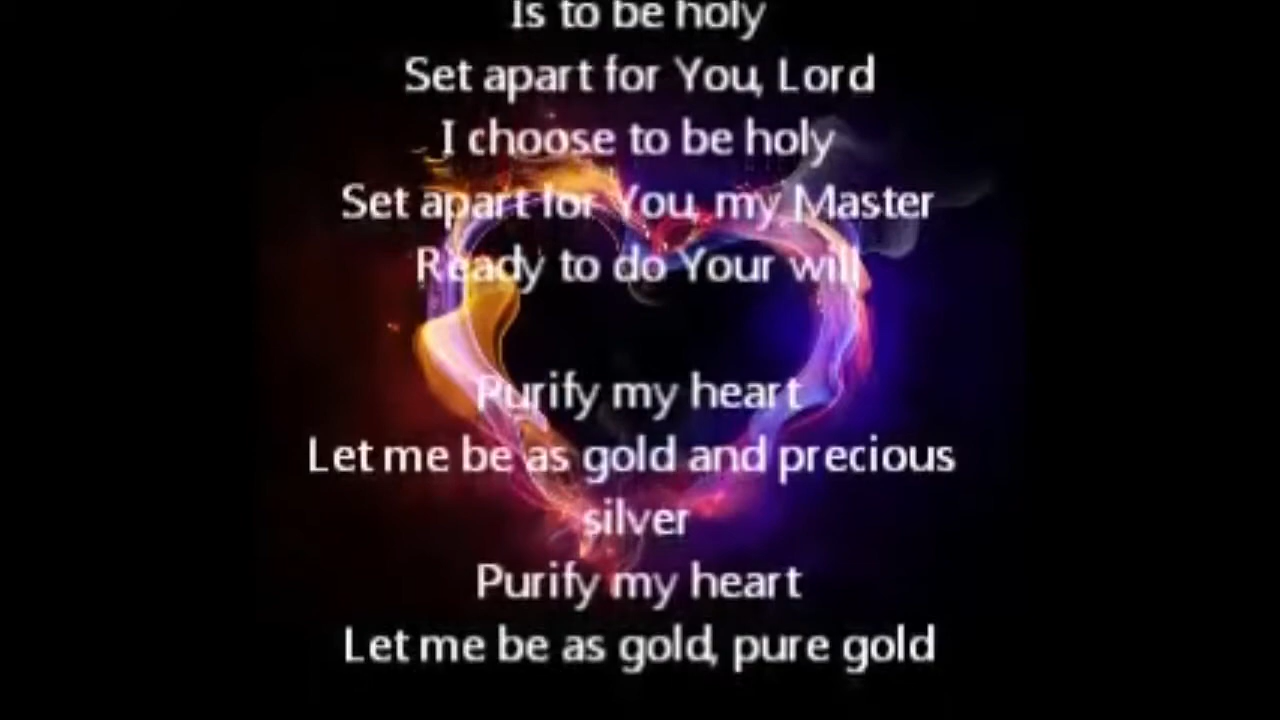 Is to be holy
Set apart for You, Lord
I choose to be holy
Set apart for You, my Master
Ready to do Your will
Purify my heart
Let me be as gold and precious
silver
Purify my heart
Let me be as gold, pure gold